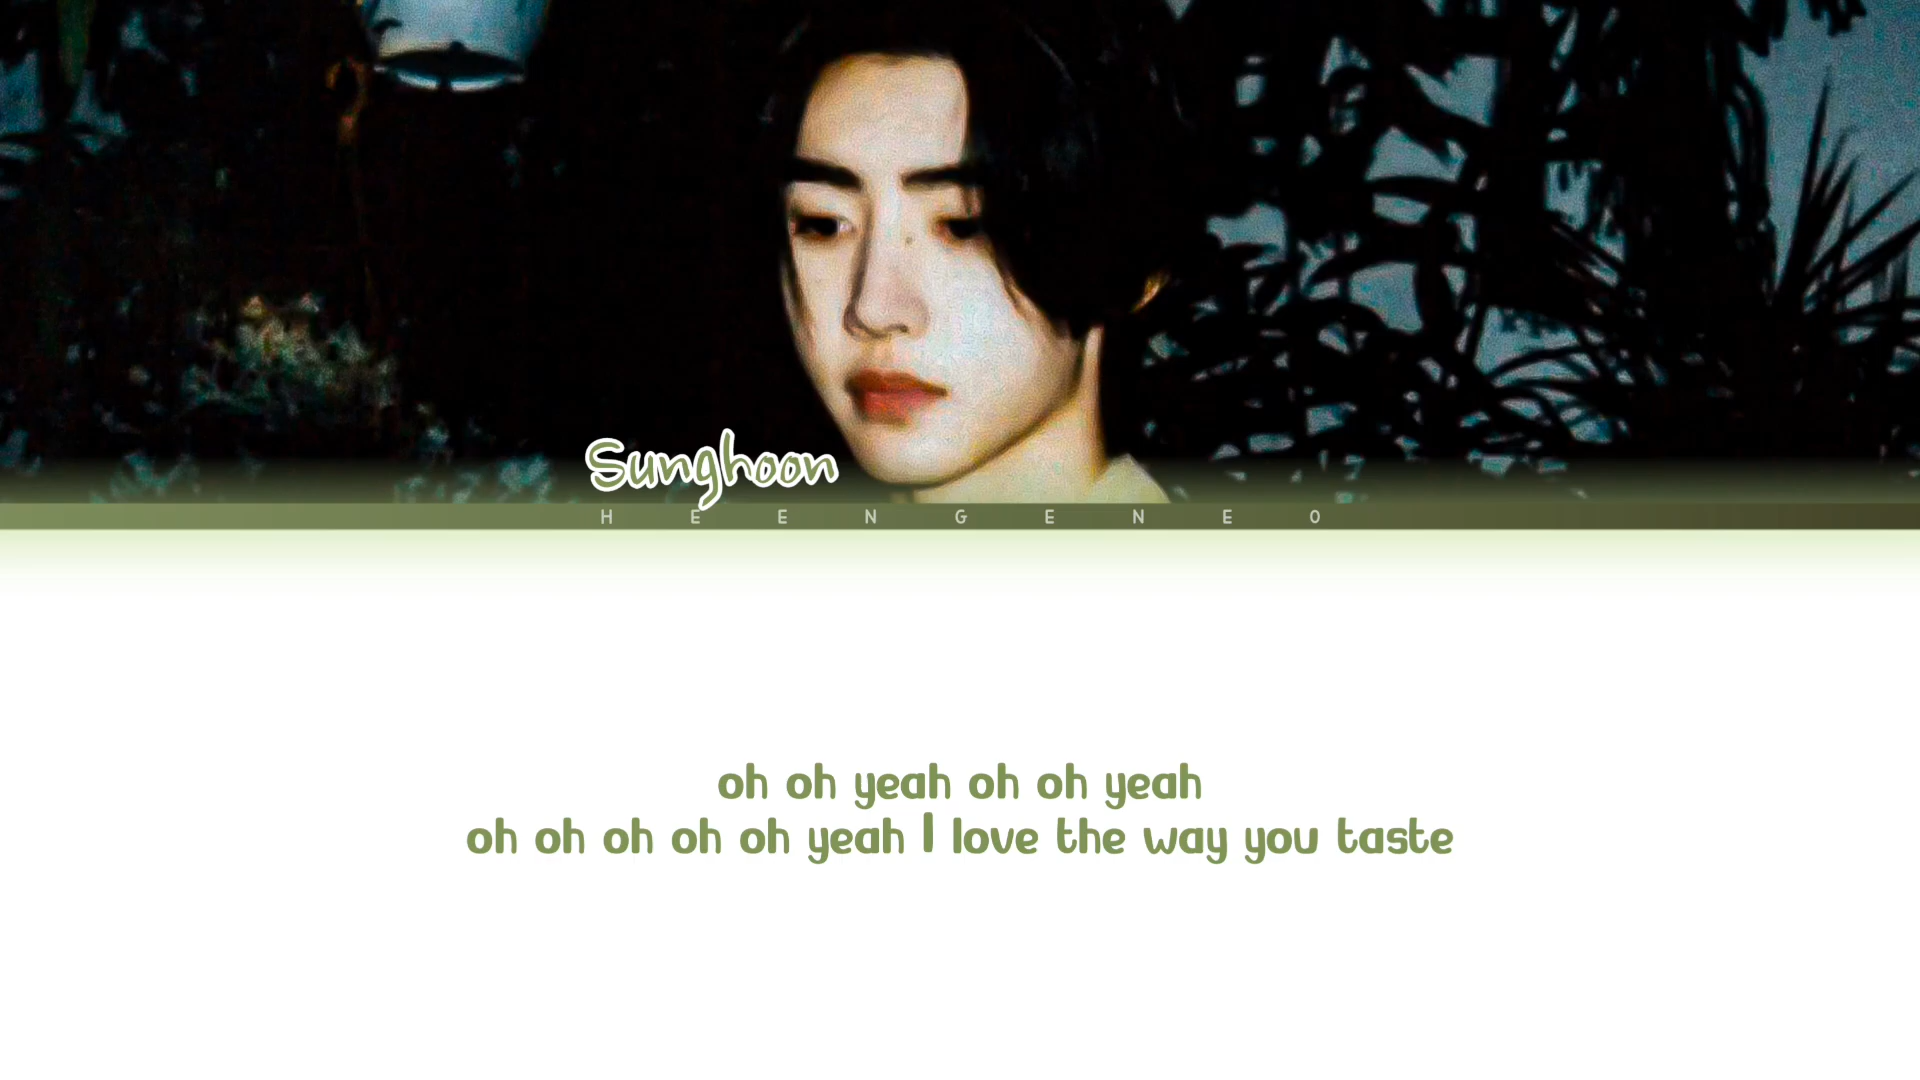 Sunghoon
H E E N G E N E O
oh oh yeah oh oh yeah
oh oh oh oh oh yeah I love the way you taste